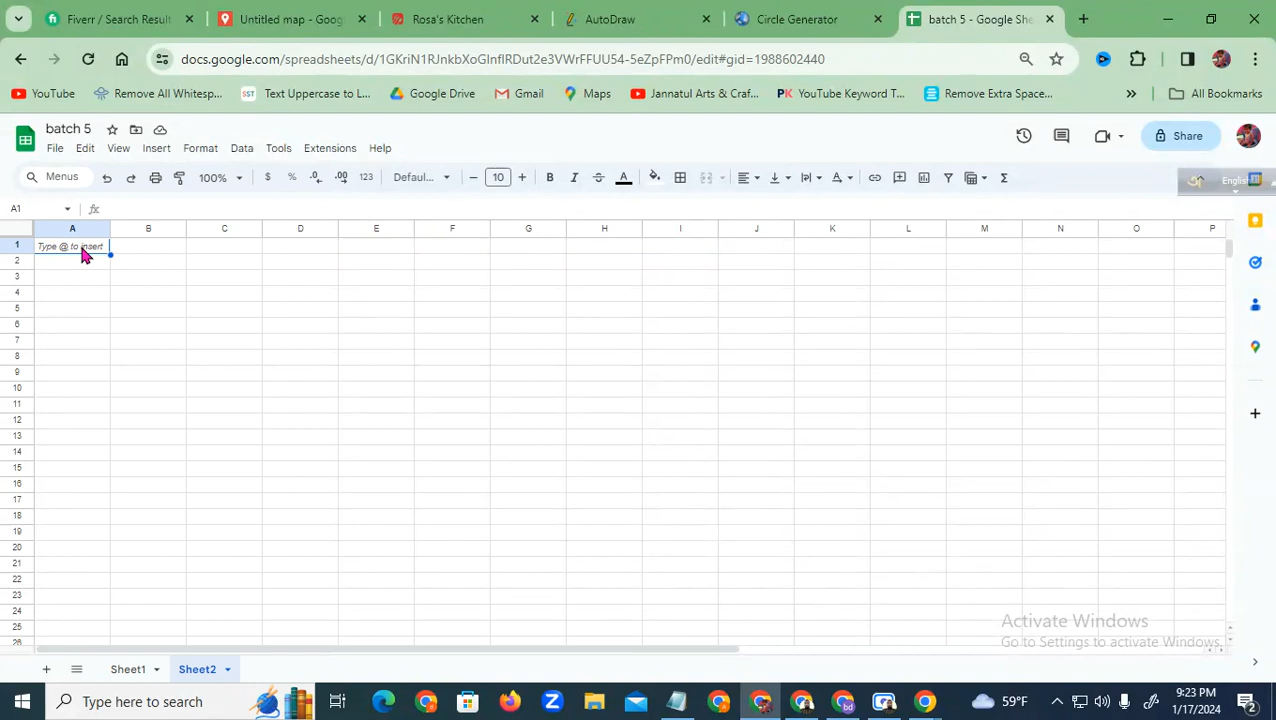 Fiverr / Search Result
Untitled map - Goog
Rosa's Kitchen
AutoDraw
Circle Generator
batch 5 - Google She
docs.google.com/spreadsheets/d/1GKriN1RJnkbXoGlnflRDut2e3VWrFFUU54-5eZpFPm0/edit#gid=1988602440
YouTube
Remove All Whitesp...
SST
Text Uppercase to L...
Google Drive
Gmail
Maps
Jannatul Arts & Craf...
PK
YouTube Keyword T...
Remove Extra Space...
All Bookmarks
batch 5
File Edit View Insert Format Data Tools Extensions Help
Share
Menus
100%
$ % .0 .00 123
Defaul...
10
B I A
English
A1
fx
A B C D E F G H I J K L M N O P
1 Type @ to insert
2
3
4
5
6
7
8
9
10
11
12
13
14
15
16
17
18
19
20
21
22
23
24
25
26
Activate Windows
Go to Settings to activate Windows.
Sheet1
Sheet2
Type here to search
bd
59°F
9:23 PM
1/17/2024
2